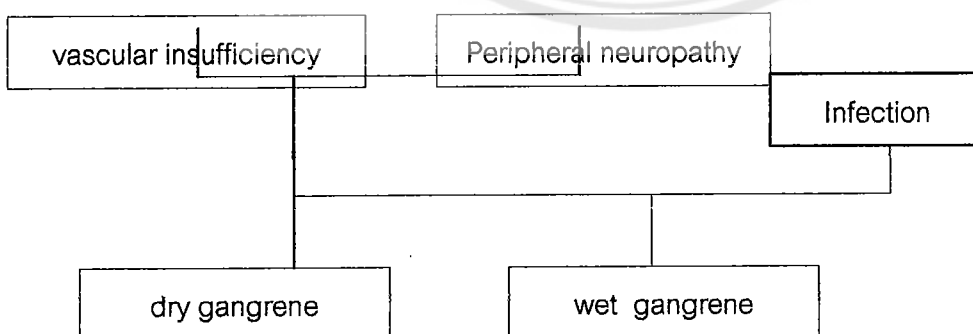 vascular insufficiency
Peripheral neuropathy
Infection
dry gangrene
wet gangrene